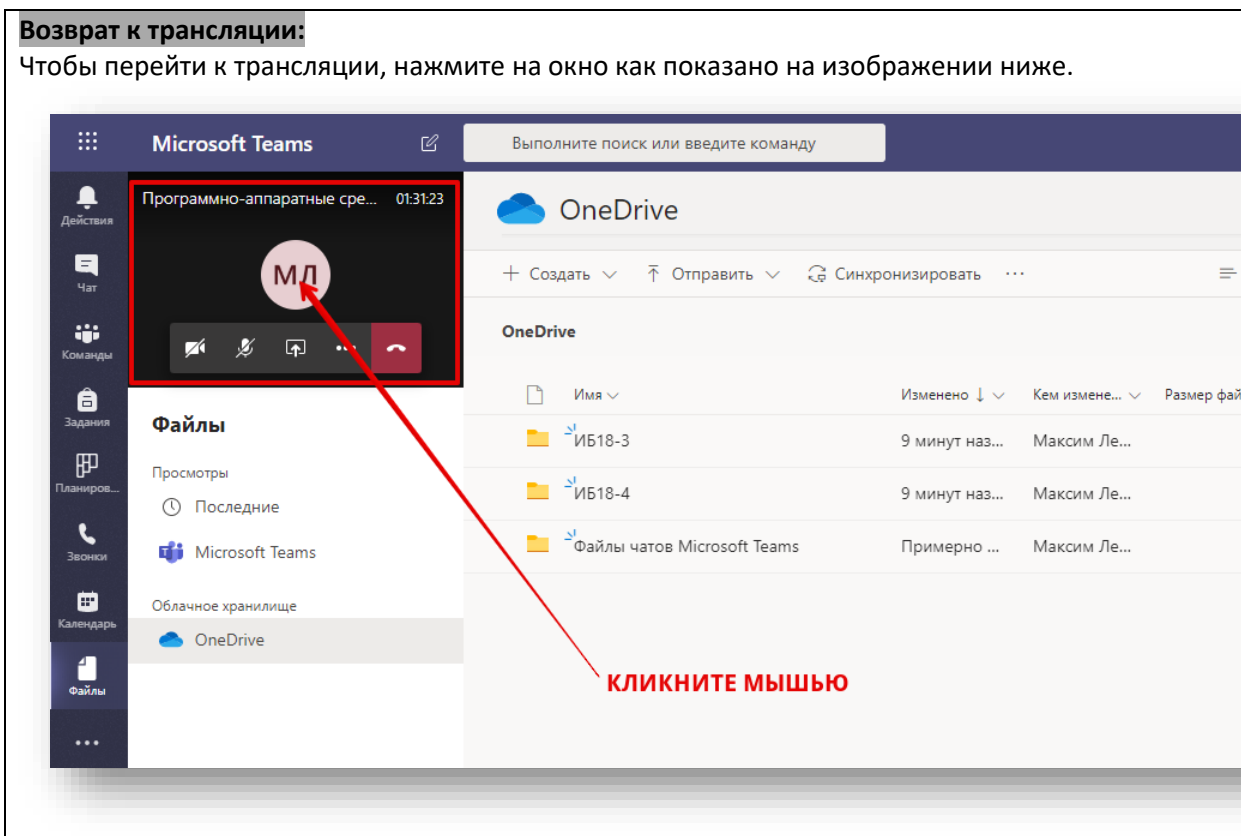 Возврат к трансляции:
Чтобы перейти к трансляции, нажмите на окно как показано на изображении ниже.
Microsoft Teams
Выполните поиск или введите команду
Действия
Чат
Команды
Задания
Планиров...
Звонки
Календарь
Файлы
Программно-аппаратные сре... 01:31:23
МЛ
Файлы
Просмотры
Последние
Microsoft Teams
Облачное хранилище
OneDrive
OneDrive
+ Создать Отправить Синхронизировать ...
OneDrive
Имя Изменено ↓ Кем измене... Размер фай
ИБ18-3 9 минут наз... Максим Ле...
ИБ18-4 9 минут наз... Максим Ле...
Файлы чатов Microsoft Teams Примерно ... Максим Ле...
КЛИКНИТЕ МЫШЬЮ